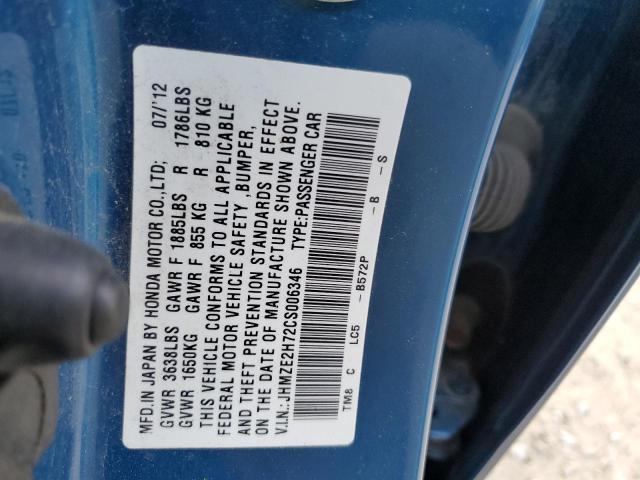 MFD.IN JAPAN BY HONDA MOTOR CO.,LTD; 07/'12
GVWR 3638LBS GAWR F 1885LBS R 1786LBS
GVWR 1650KG GAWR F 855 KG R 810 KG
THIS VEHICLE CONFORMS TO ALL APPLICABLE
FEDERAL MOTOR VEHICLE SAFETY ,BUMPER,
AND THEFT PREVENTION STANDARDS IN EFFECT
ON THE DATE OF MANUFACTURE SHOWN ABOVE.
V.I.N.:JHMZE2H72CS006346 TYPE:PASSENGER CAR
TM8 C LC5 -B572P -B -S